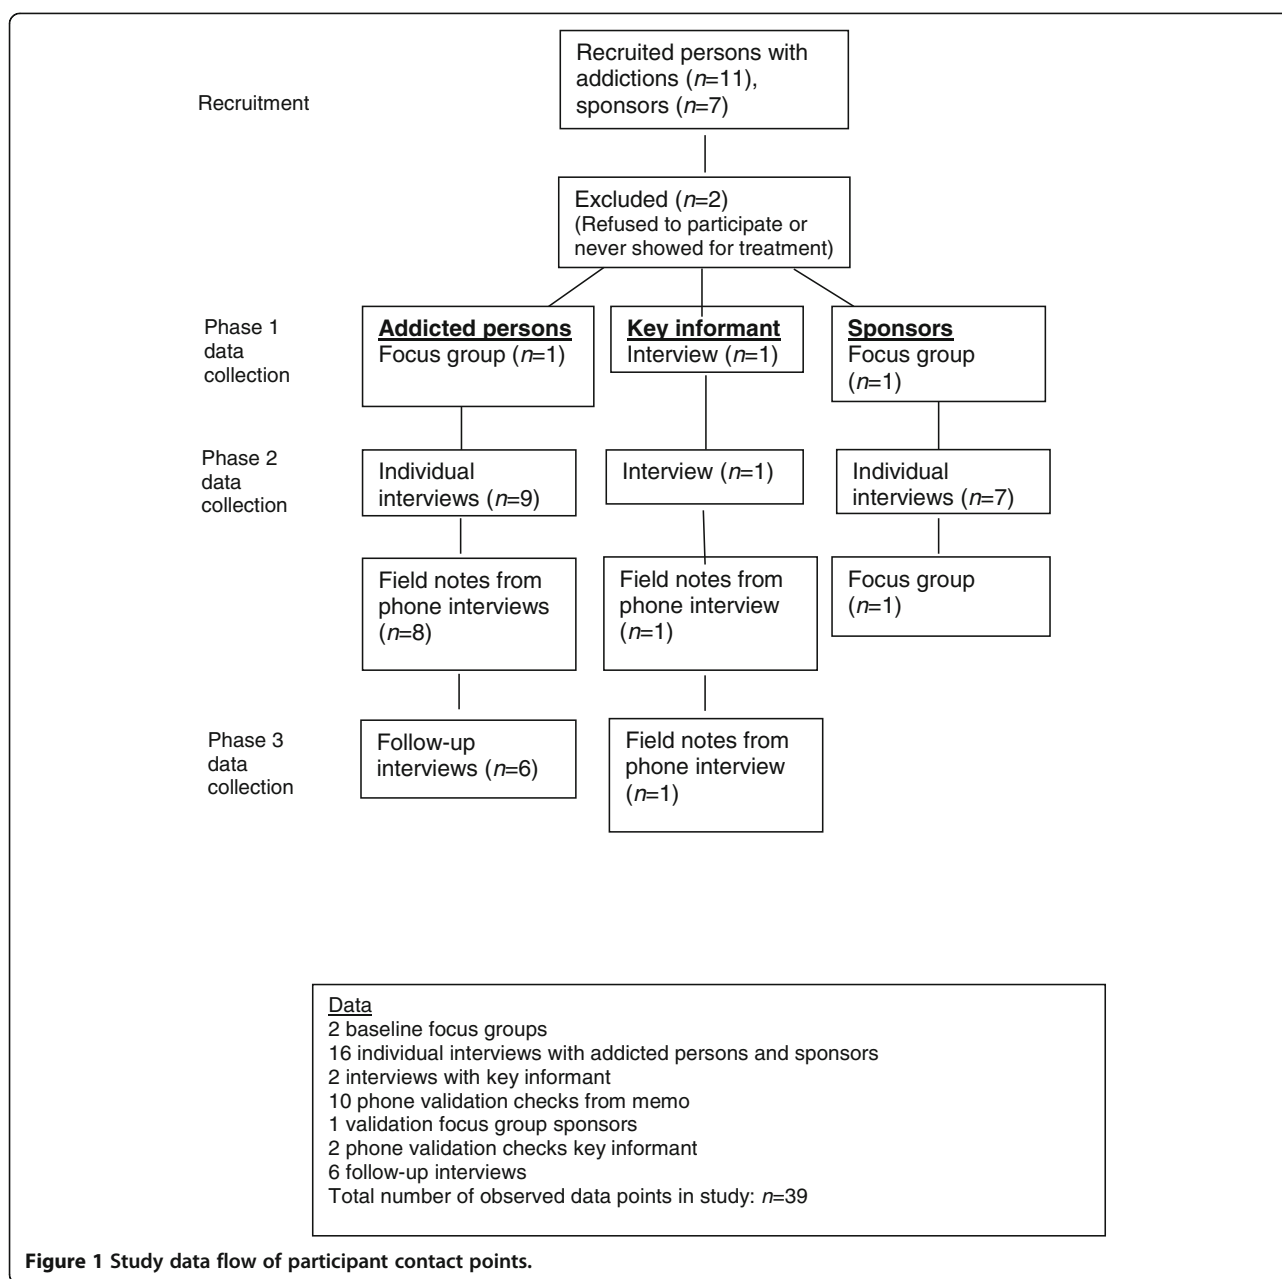 Recruitment
Recruited persons with
addictions (n=11),
sponsors (n=7)
Excluded (n=2)
(Refused to participate or
never showed for treatment)
Phase 1
data
collection
Addicted persons
Focus group (n=1)
Key informant
Interview (n=1)
Sponsors
Focus group
(n=1)
Phase 2
data
collection
Individual
interviews (n=9)
Interview (n=1)
Individual
interviews (n=7)
Field notes from
phone interviews
(n=8)
Field notes from
phone interview
(n=1)
Focus group
(n=1)
Phase 3
data
collection
Follow-up
interviews (n=6)
Field notes from
phone interview
(n=1)
Data
2 baseline focus groups
16 individual interviews with addicted persons and sponsors
2 interviews with key informant
10 phone validation checks from memo
1 validation focus group sponsors
2 phone validation checks key informant
6 follow-up interviews
Total number of observed data points in study: n=39
Figure 1 Study data flow of participant contact points.